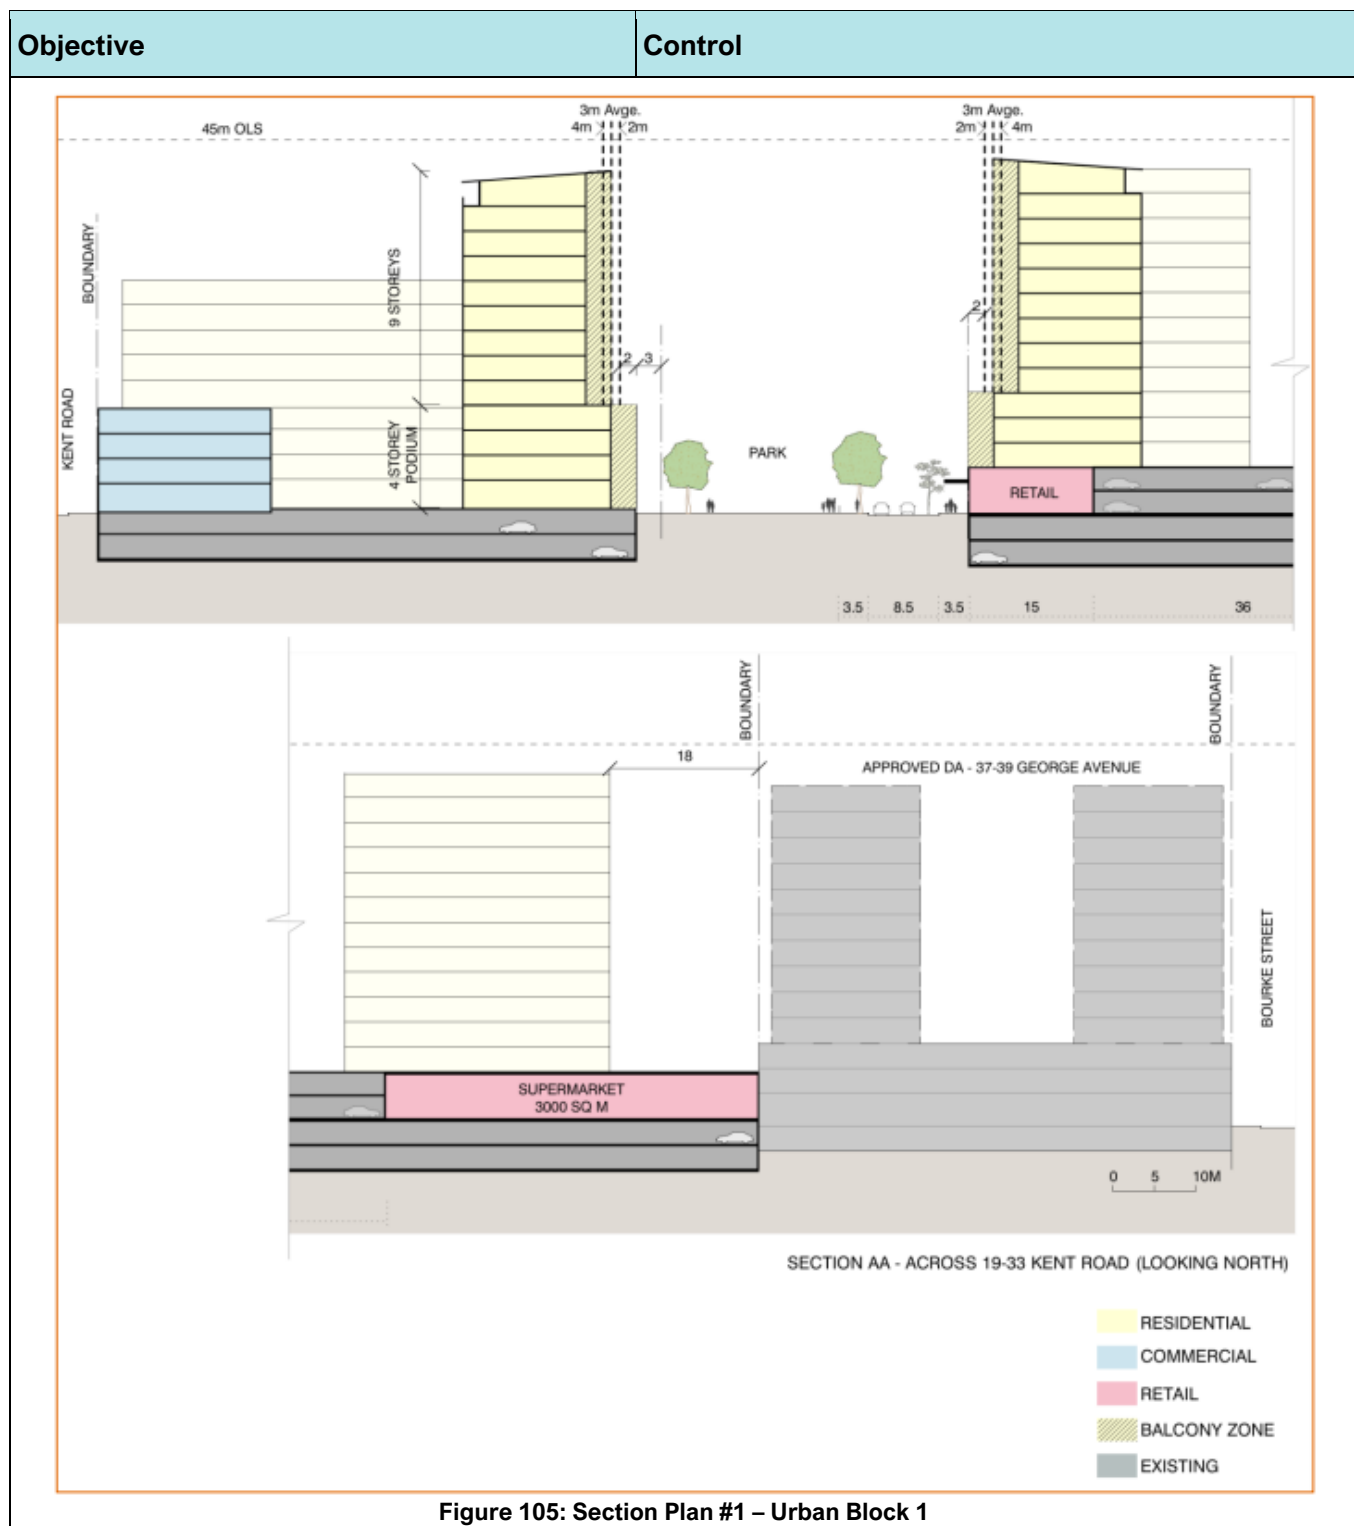 Objective
Control
3m Avge.
4m 2m
3m Avge.
2m 4m
45m OLS
BOUNDARY
9 STOREYS
2 3
2
KENT ROAD
4 STOREY
PODIUM
PARK
RETAIL
3.5 8.5 3.5 15 36
BOUNDARY
BOUNDARY
18
APPROVED DA - 37-39 GEORGE AVENUE
BOURKE STREET
SUPERMARKET
3000 SQ M
0 5 10M
SECTION AA - ACROSS 19-33 KENT ROAD (LOOKING NORTH)
RESIDENTIAL
COMMERCIAL
RETAIL
BALCONY ZONE
EXISTING
Figure 105: Section Plan #1 – Urban Block 1